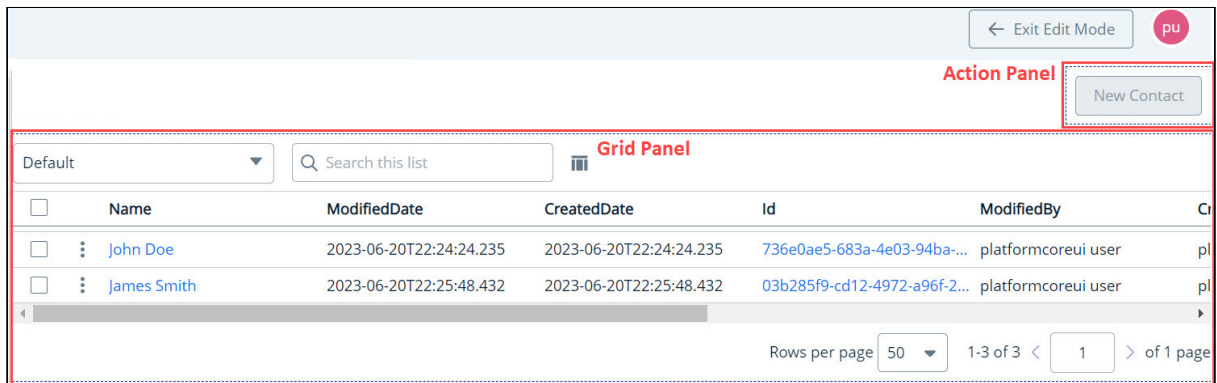 ← Exit Edit Mode pu
Action Panel
New Contact
Default Search this list Grid Panel
Name ModifiedDate CreatedDate Id ModifiedBy Cr
John Doe 2023-06-20T22:24:24.235 2023-06-20T22:24:24.235 736e0ae5-683a-4e03-94ba-... platformcoreui user pl
James Smith 2023-06-20T22:25:48.432 2023-06-20T22:25:48.432 03b285f9-cd12-4972-a96f-2... platformcoreui user pl
Rows per page 50 1-3 of 3 < 1 > of 1 page